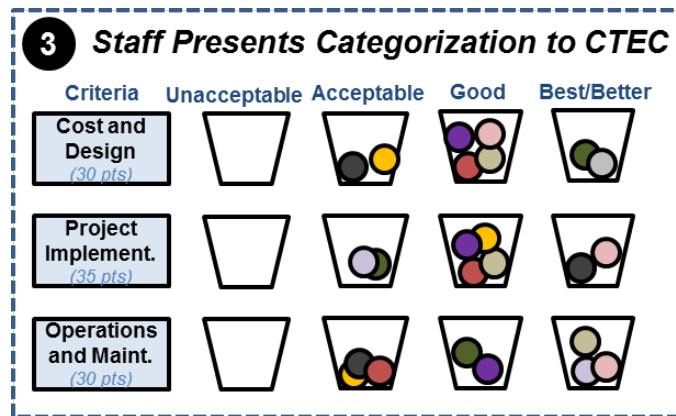 3 Staff Presents Categorization to CTEC
Criteria Unacceptable Acceptable Good Best/Better
Cost and
Design
(30 pts)
Project
Implement.
(35 pts)
Operations
and Maint.
(30 pts)